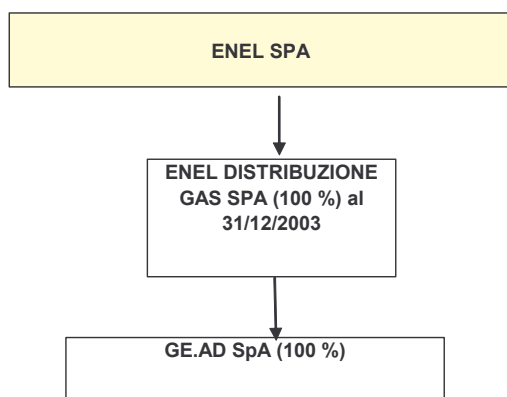 ENEL SPA
ENEL DISTRIBUZIONE
GAS SPA (100 %) al
31/12/2003
GE.AD SpA (100 %)